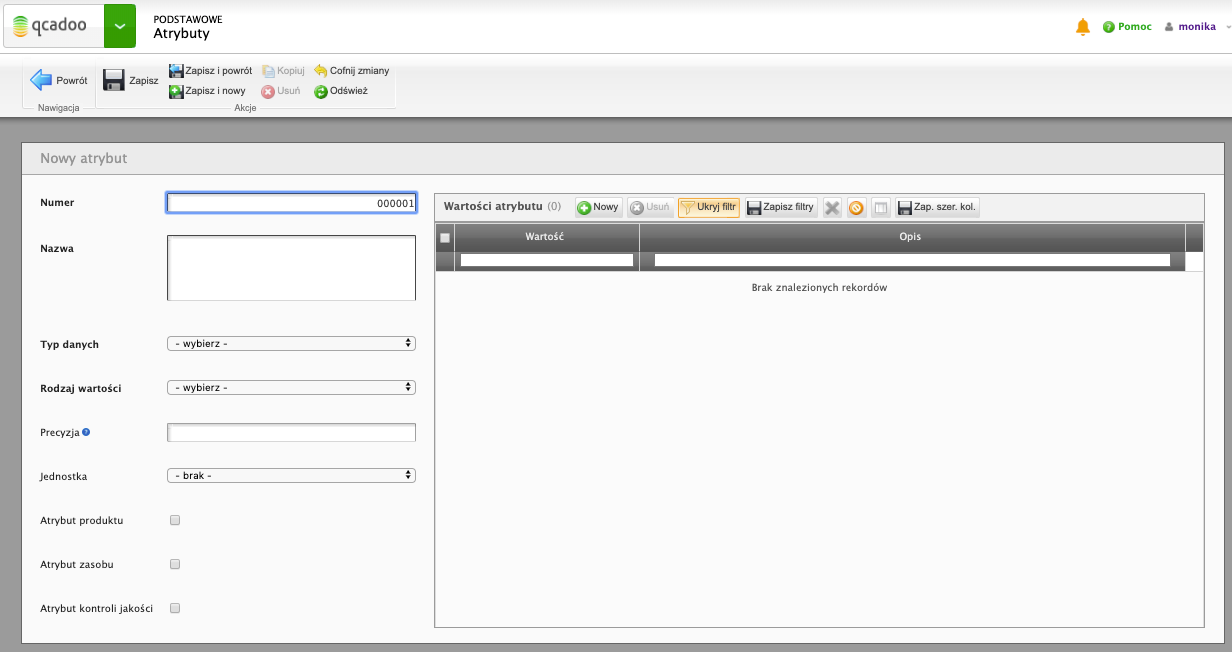 qcadoo
PODSTAWOWE
Atrybuty
Pomoc
monika
Powrót
Zapisz
Zapisz i powrót
Kopiuj
Cofnij zmiany
Zapisz i nowy
Usuń
Odśwież
Nawigacja
Akcje
Nowy atrybut
Numer
000001
Nazwa
Typ danych
- wybierz -
Rodzaj wartości
- wybierz -
Precyzja
Jednostka
- brak -
Atrybut produktu
Atrybut zasobu
Atrybut kontroli jakości
Wartości atrybutu (0)
Nowy
Usuń
Ukryj filtr
Zapisz filtry
Zap. szer. kol.
Wartość
Opis
Brak znalezionych rekordów